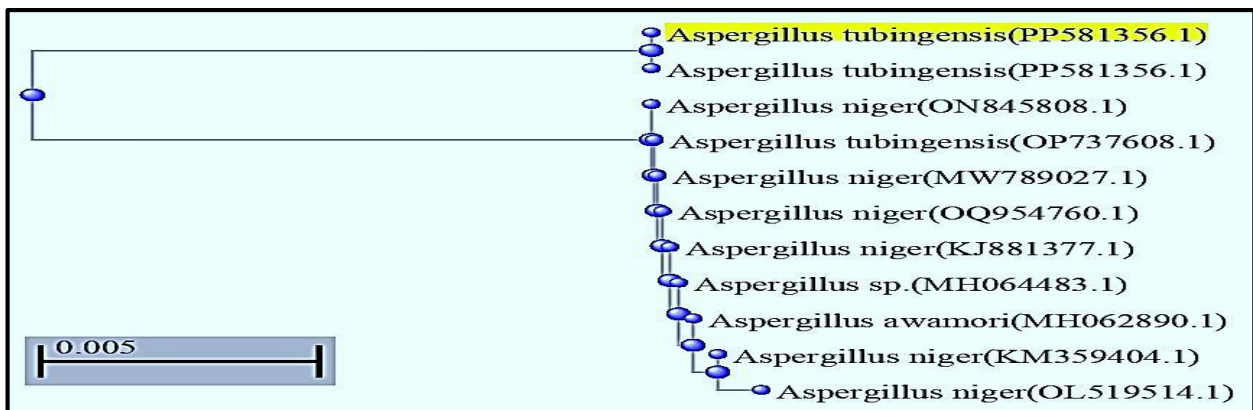 Aspergillus tubingensis(PP581356.1)
Aspergillus tubingensis(PP581356.1)
Aspergillus niger(ON845808.1)
Aspergillus tubingensis(OP737608.1)
Aspergillus niger(MW789027.1)
Aspergillus niger(OQ954760.1)
Aspergillus niger(KJ881377.1)
Aspergillus sp.(MH064483.1)
Aspergillus awamori(MH062890.1)
0.005
Aspergillus niger(KM359404.1)
Aspergillus niger(OL519514.1)